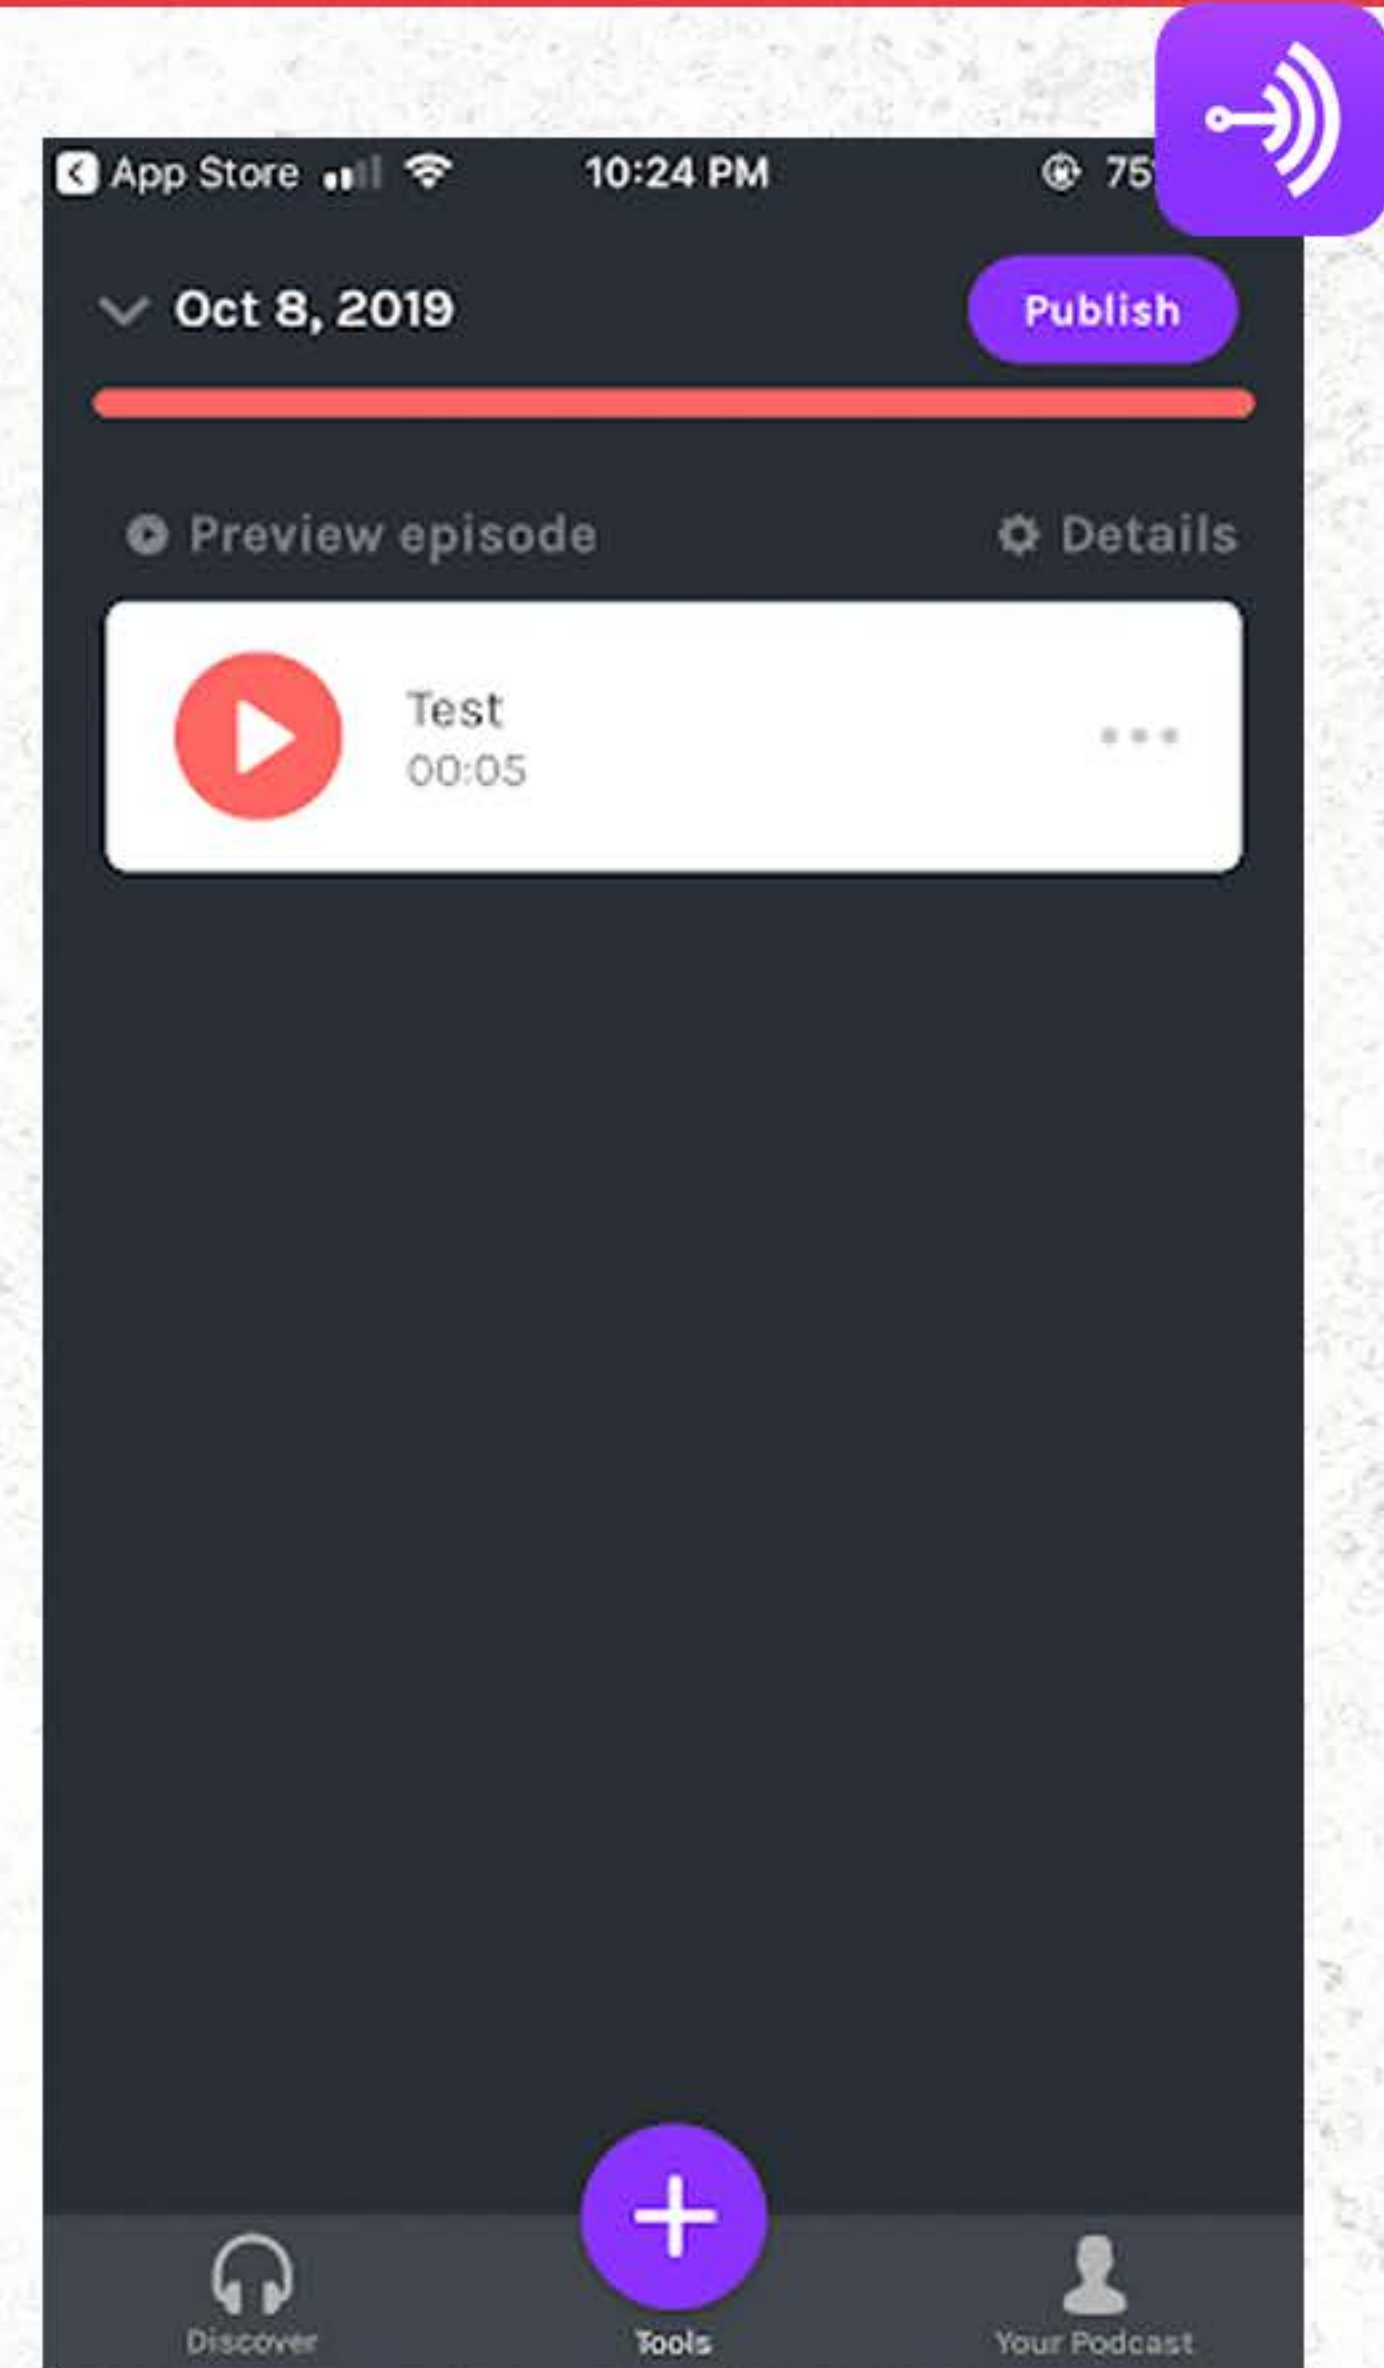 App Store 10:24 PM 75
Oct 8, 2019 Publish
Preview episode Details
Test
00:05
Discover Tools Your Podcast